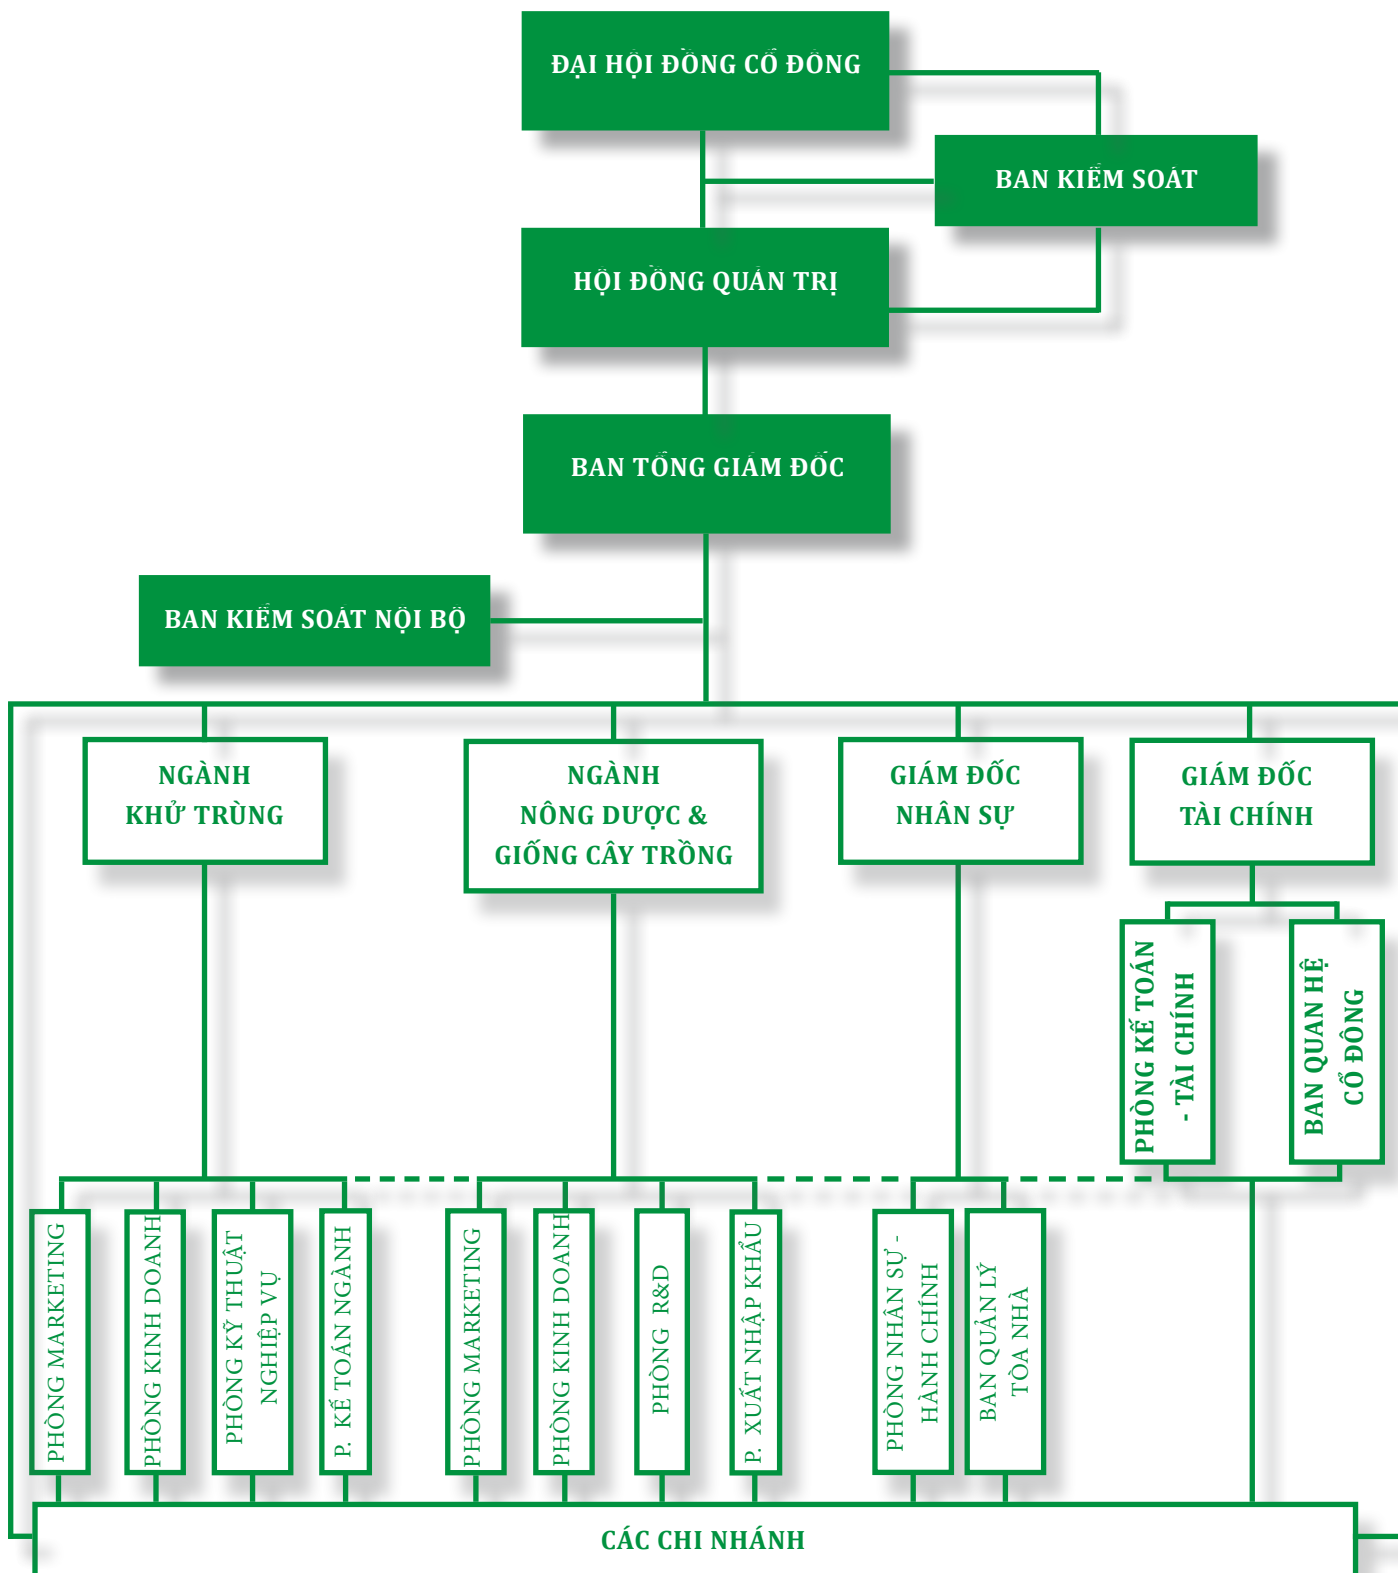 ĐẠI HỘI ĐỒNG CỔ ĐÔNG
BAN KIỂM SOÁT
HỘI ĐỒNG QUẢN TRỊ
BAN TỔNG GIÁM ĐỐC
BAN KIỂM SOÁT NỘI BỘ
NGÀNH
KHỬ TRÙNG
NGÀNH
NÔNG DƯỢC &
GIỐNG CÂY TRỒNG
GIÁM ĐỐC
NHÂN SỰ
GIÁM ĐỐC
TÀI CHÍNH
PHÒNG KẾ TOÁN
- TÀI CHÍNH
BAN QUAN HỆ
CỔ ĐÔNG
PHÒNG MARKETING
PHÒNG KINH DOANH
PHÒNG KỸ THUẬT
NGHIỆP VỤ
P. KẾ TOÁN NGÀNH
PHÒNG MARKETING
PHÒNG KINH DOANH
PHÒNG R&D
P. XUẤT NHẬP KHẨU
PHÒNG NHÂN SỰ -
HÀNH CHÍNH
BAN QUẢN LÝ
TÒA NHÀ
CÁC CHI NHÁNH